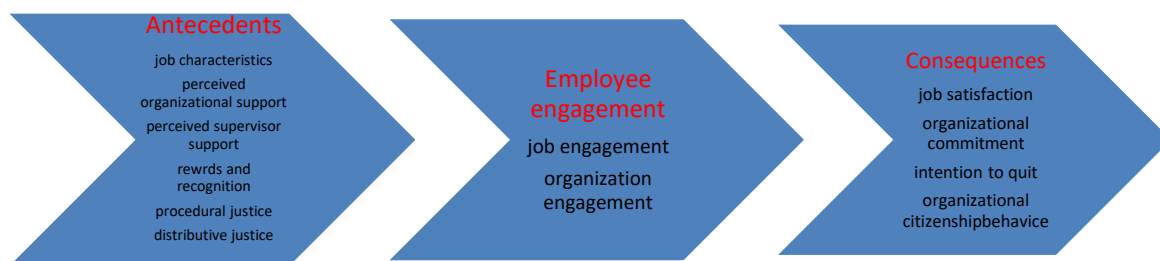 Antecedents
job characteristics
perceived
organizational support
perceived supervisor
support
rewrds and
recognition
procedural justice
distributive justice
Employee
engagement
job engagement
organization
engagement
Consequences
job satisfaction
organizational
commitment
intention to quit
organizational
citizenshipbehavice